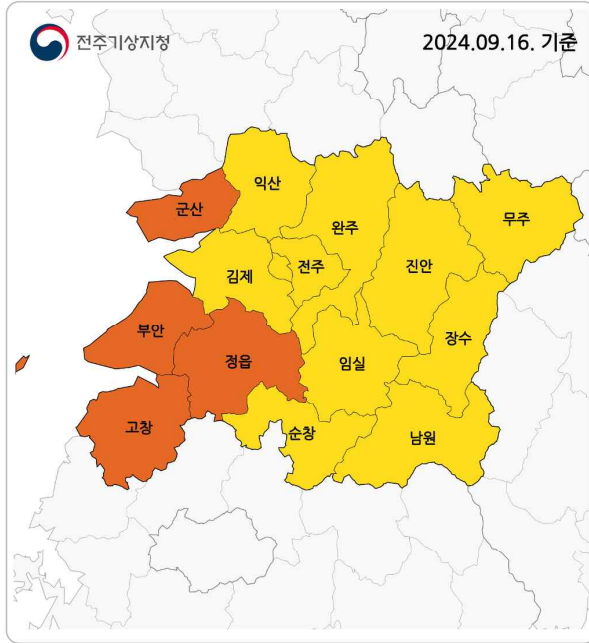 전주기상지청
2024.09.16. 기준
익산
군산
완주
무주
전주
진안
김제
부안
장수
정읍
임실
고창
순창
남원